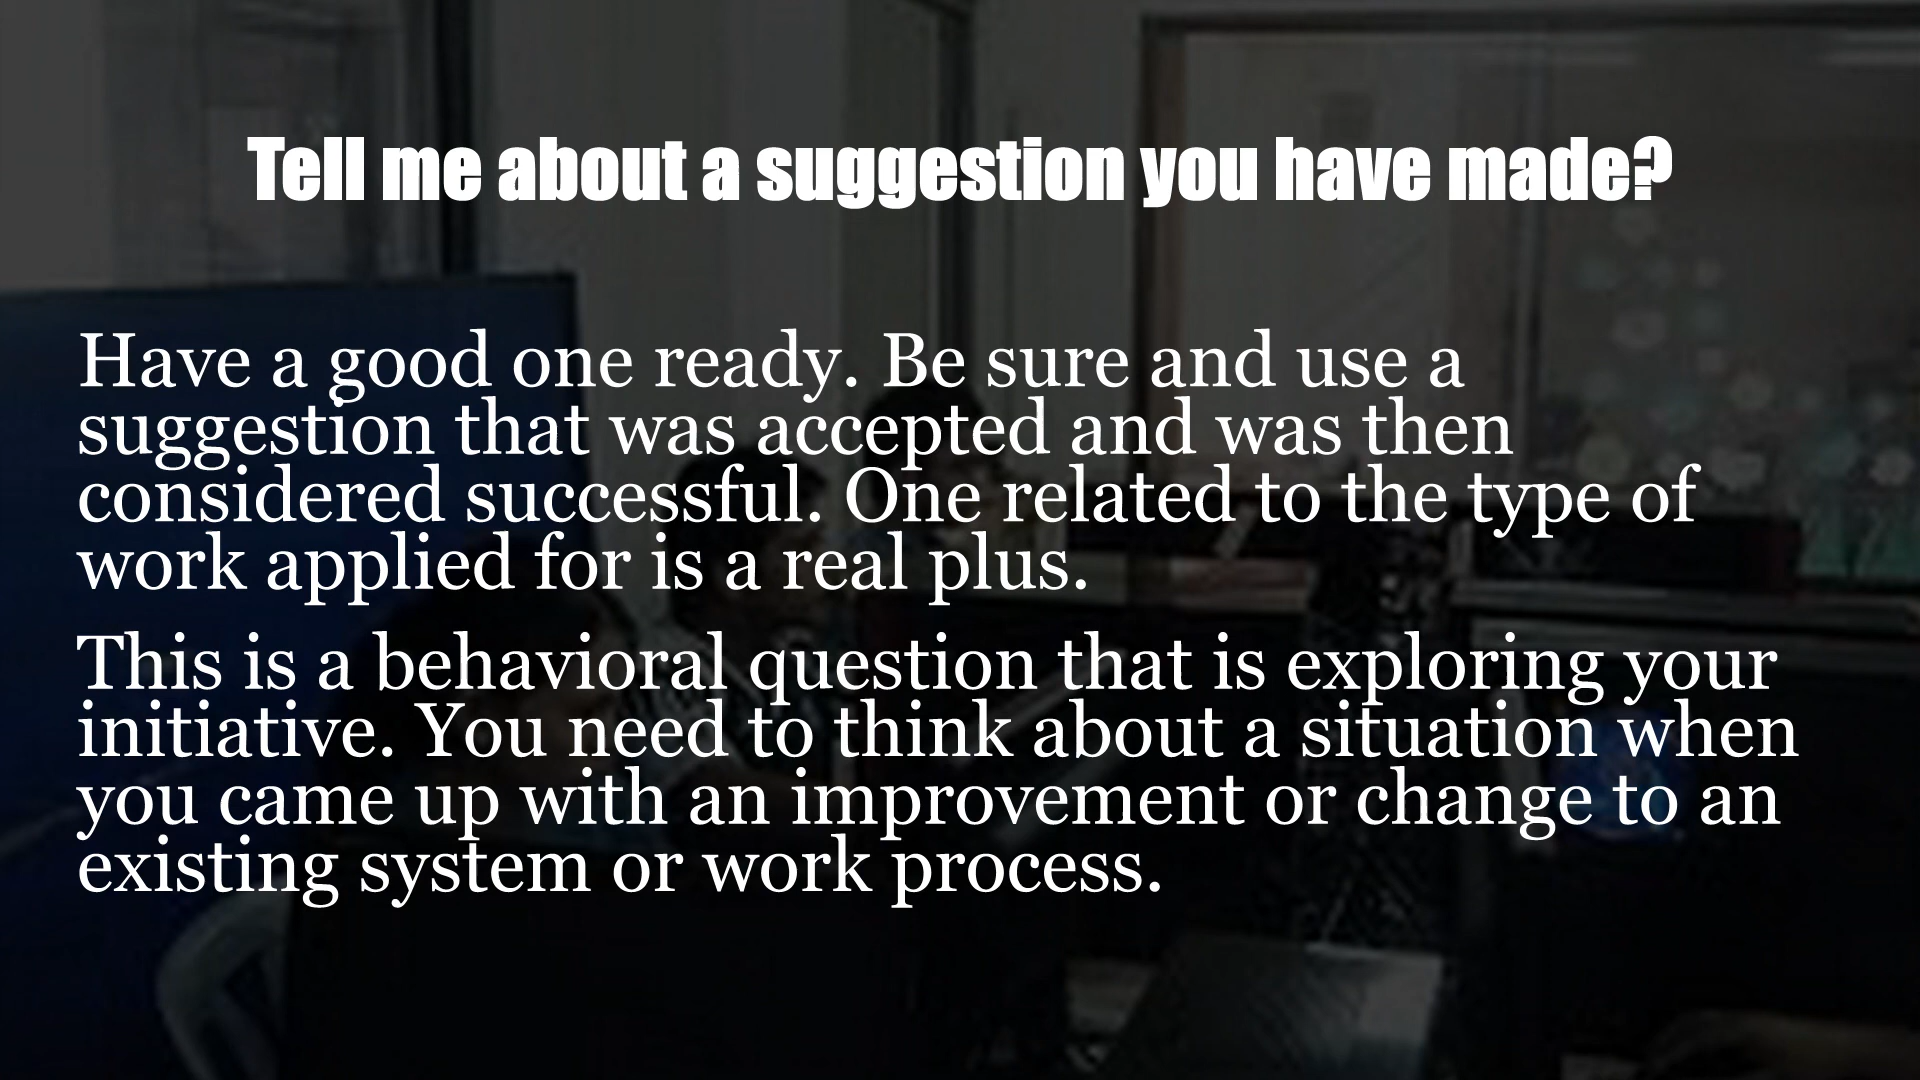 Tell me about a suggestion you have made?
Have a good one ready. Be sure and use a
suggestion that was accepted and was then
considered successful. One related to the type of
work applied for is a real plus.
This is a behavioral question that is exploring your
initiative. You need to think about a situation when
you came up with an improvement or change to an
existing system or work process.